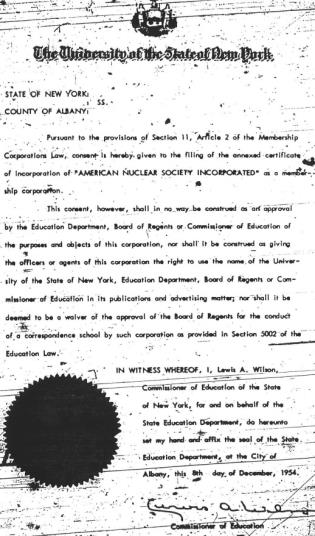 The University of the State of New York
STATE OF NEW YORK:
SS.
COUNTY OF ALBANY:
Pursuant to the provisions of Section 11, Article 2 of the Membership
Corporations Law, consent is hereby given to the filing of the annexed certificate
of incorporation of "AMERICAN NUCLEAR SOCIETY INCORPORATED" as a member-
ship corporation.
This consent, however, shall in no way be construed as an approval
by the Education Department, Board of Regents or Commissioner of Education of
the purposes and objects of this corporation, nor shall it be construed as giving
the officers or agents of this corporation the right to use the name of the Univer-
sity of the State of New York, Education Department, Board of Regents or Com-
missioner of Education in its publications and advertising matter; nor shall it be
deemed to be a waiver of the approval of the Board of Regents for the conduct
of a correspondence school by such corporation as provided in Section 5002 of the
Education Law.
IN WITNESS WHEREOF, I, Lewis A. Wilson,
Commissioner of Education of the State
of New York, for and on behalf of the
State Education Department, do hereunto
set my hand and affix the seal of the State
Education Department, at the City of
Albany, this 8th day of December, 1954.
Commissioner of Education